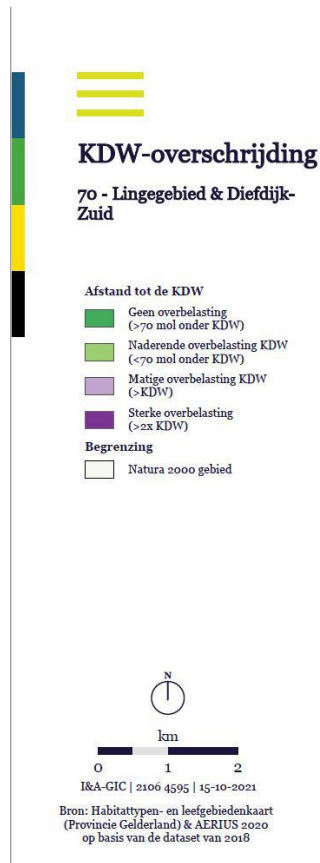 KDW-overschrijding
70 - Lingegebied & Diefdijk-
Zuid
Afstand tot de KDW
Geen overbelasting
(>70 mol onder KDW)
Naderende overbelasting KDW
(<70 mol onder KDW)
Matige overbelasting KDW
(>KDW)
Sterke overbelasting
(>2x KDW)
Begrenzing
Natura 2000 gebied
N
km
0 1 2
I&A-GIC | 2106 4595 | 15-10-2021
Bron: Habitattypen- en leefgebiedenkaart
(Provincie Gelderland) & AERIUS 2020
op basis van de dataset van 2018